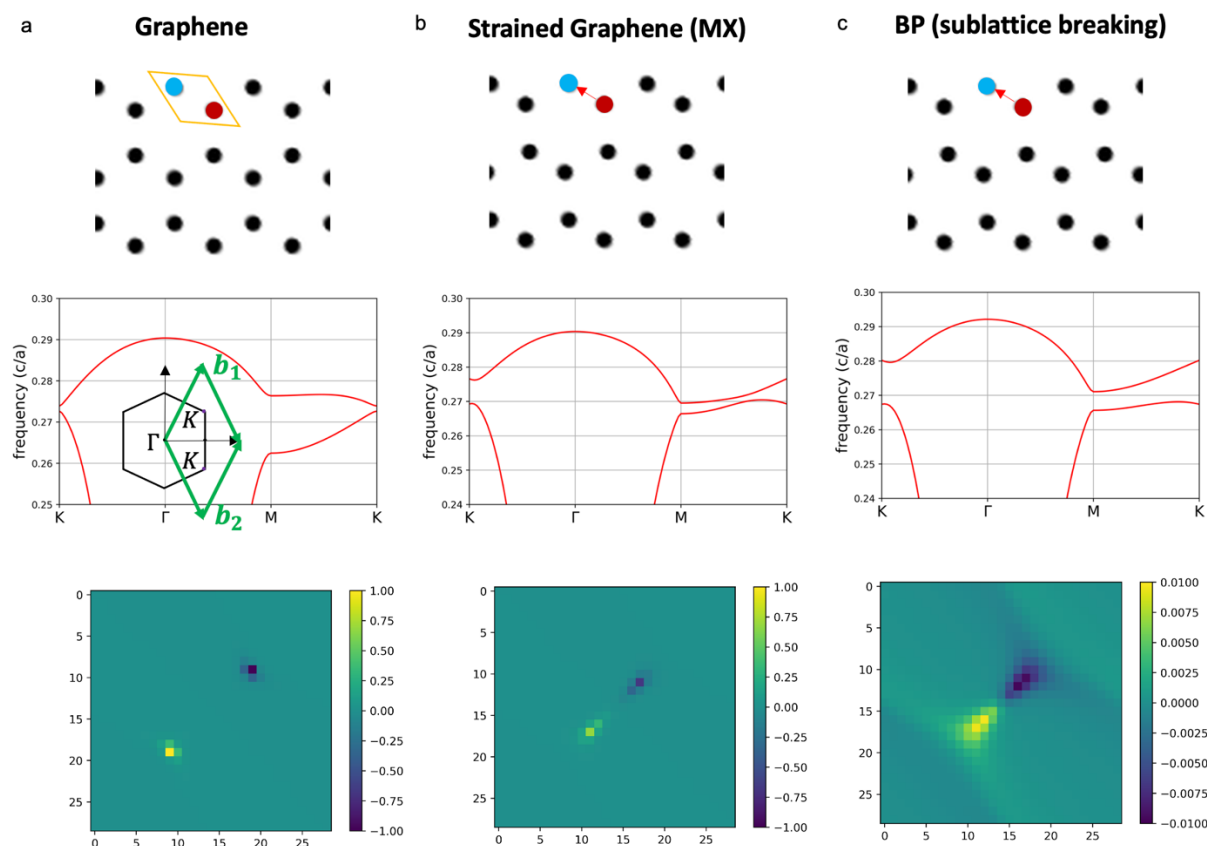 a
Graphene
b
Strained Graphene (MX)
c
BP (sublattice breaking)
frequency (c/a)
0.30
0.29
0.28
0.27
0.26
0.25
K
Γ
M
K
b₁
K
Γ
K
b₂
frequency (c/a)
0.30
0.29
0.28
0.27
0.26
0.25
0.24
K
Γ
M
K
frequency (c/a)
0.30
0.29
0.28
0.27
0.26
0.25
0.24
K
Γ
M
K
0
5
10
15
20
25
0 5 10 15 20 25
1.00
0.75
0.50
0.25
0.00
−0.25
−0.50
−0.75
−1.00
0
5
10
15
20
25
0 5 10 15 20 25
1.00
0.75
0.50
0.25
0.00
−0.25
−0.50
−0.75
−1.00
0
5
10
15
20
25
0 5 10 15 20 25
0.0100
0.0075
0.0050
0.0025
0.0000
−0.0025
−0.0050
−0.0075
−0.0100